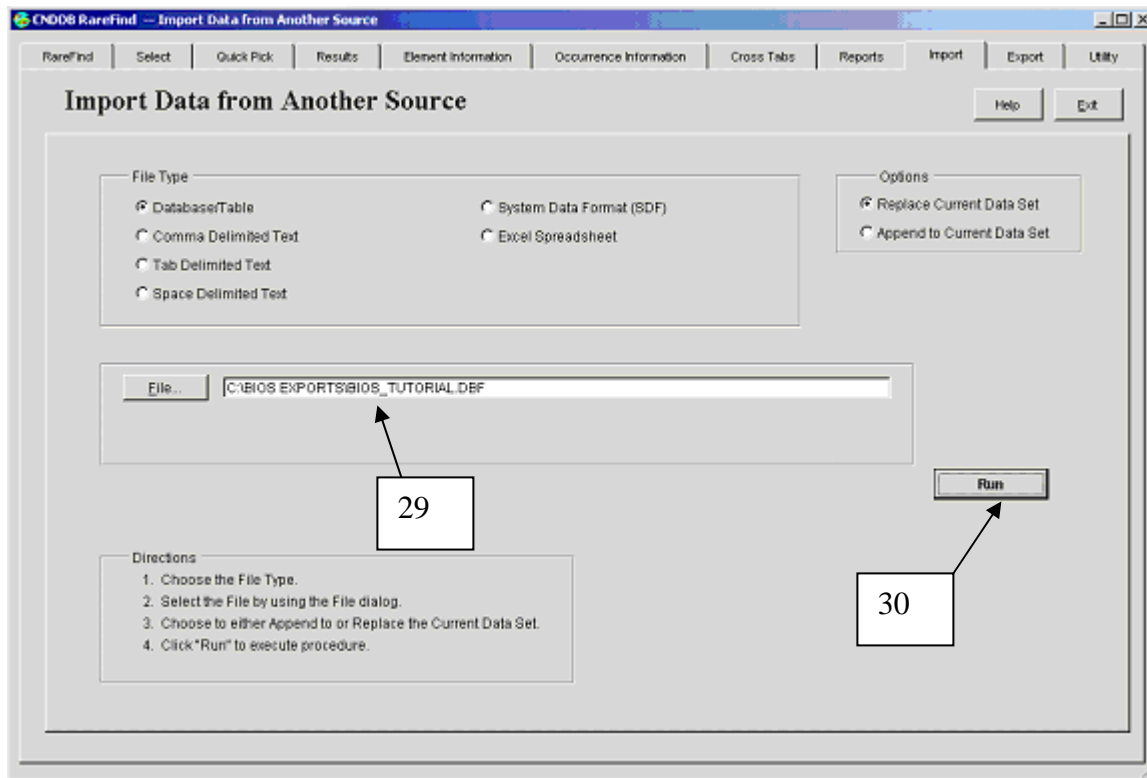 CNDDB RareFind --- Import Data from Another Source
RareFind Select Quick Pick Results Element Information Occurrence Information Cross Tabs Reports Import Export Utility
Import Data from Another Source
Help Exit
File Type
Options
Database/Table
System Data Format (SDF)
Replace Current Data Set
Comma Delimited Text
Excel Spreadsheet
Append to Current Data Set
Tab Delimited Text
Space Delimited Text
File... C:\BIOS EXPORTS\BIOS_TUTORIAL.DBF
Run
29
Directions
1. Choose the File Type.
2. Select the File by using the File dialog.
3. Choose to either Append to or Replace the Current Data Set.
4. Click "Run" to execute procedure.
30